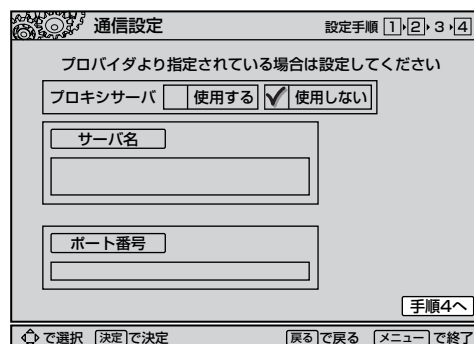 通信設定 設定手順 1 2 3 4
プロバイダより指定されている場合は設定してください
プロキシサーバ 使用する 使用しない
サーバ名
ポート番号
手順4へ
で選択 決定 で決定 戻る で戻る メニュー で終了